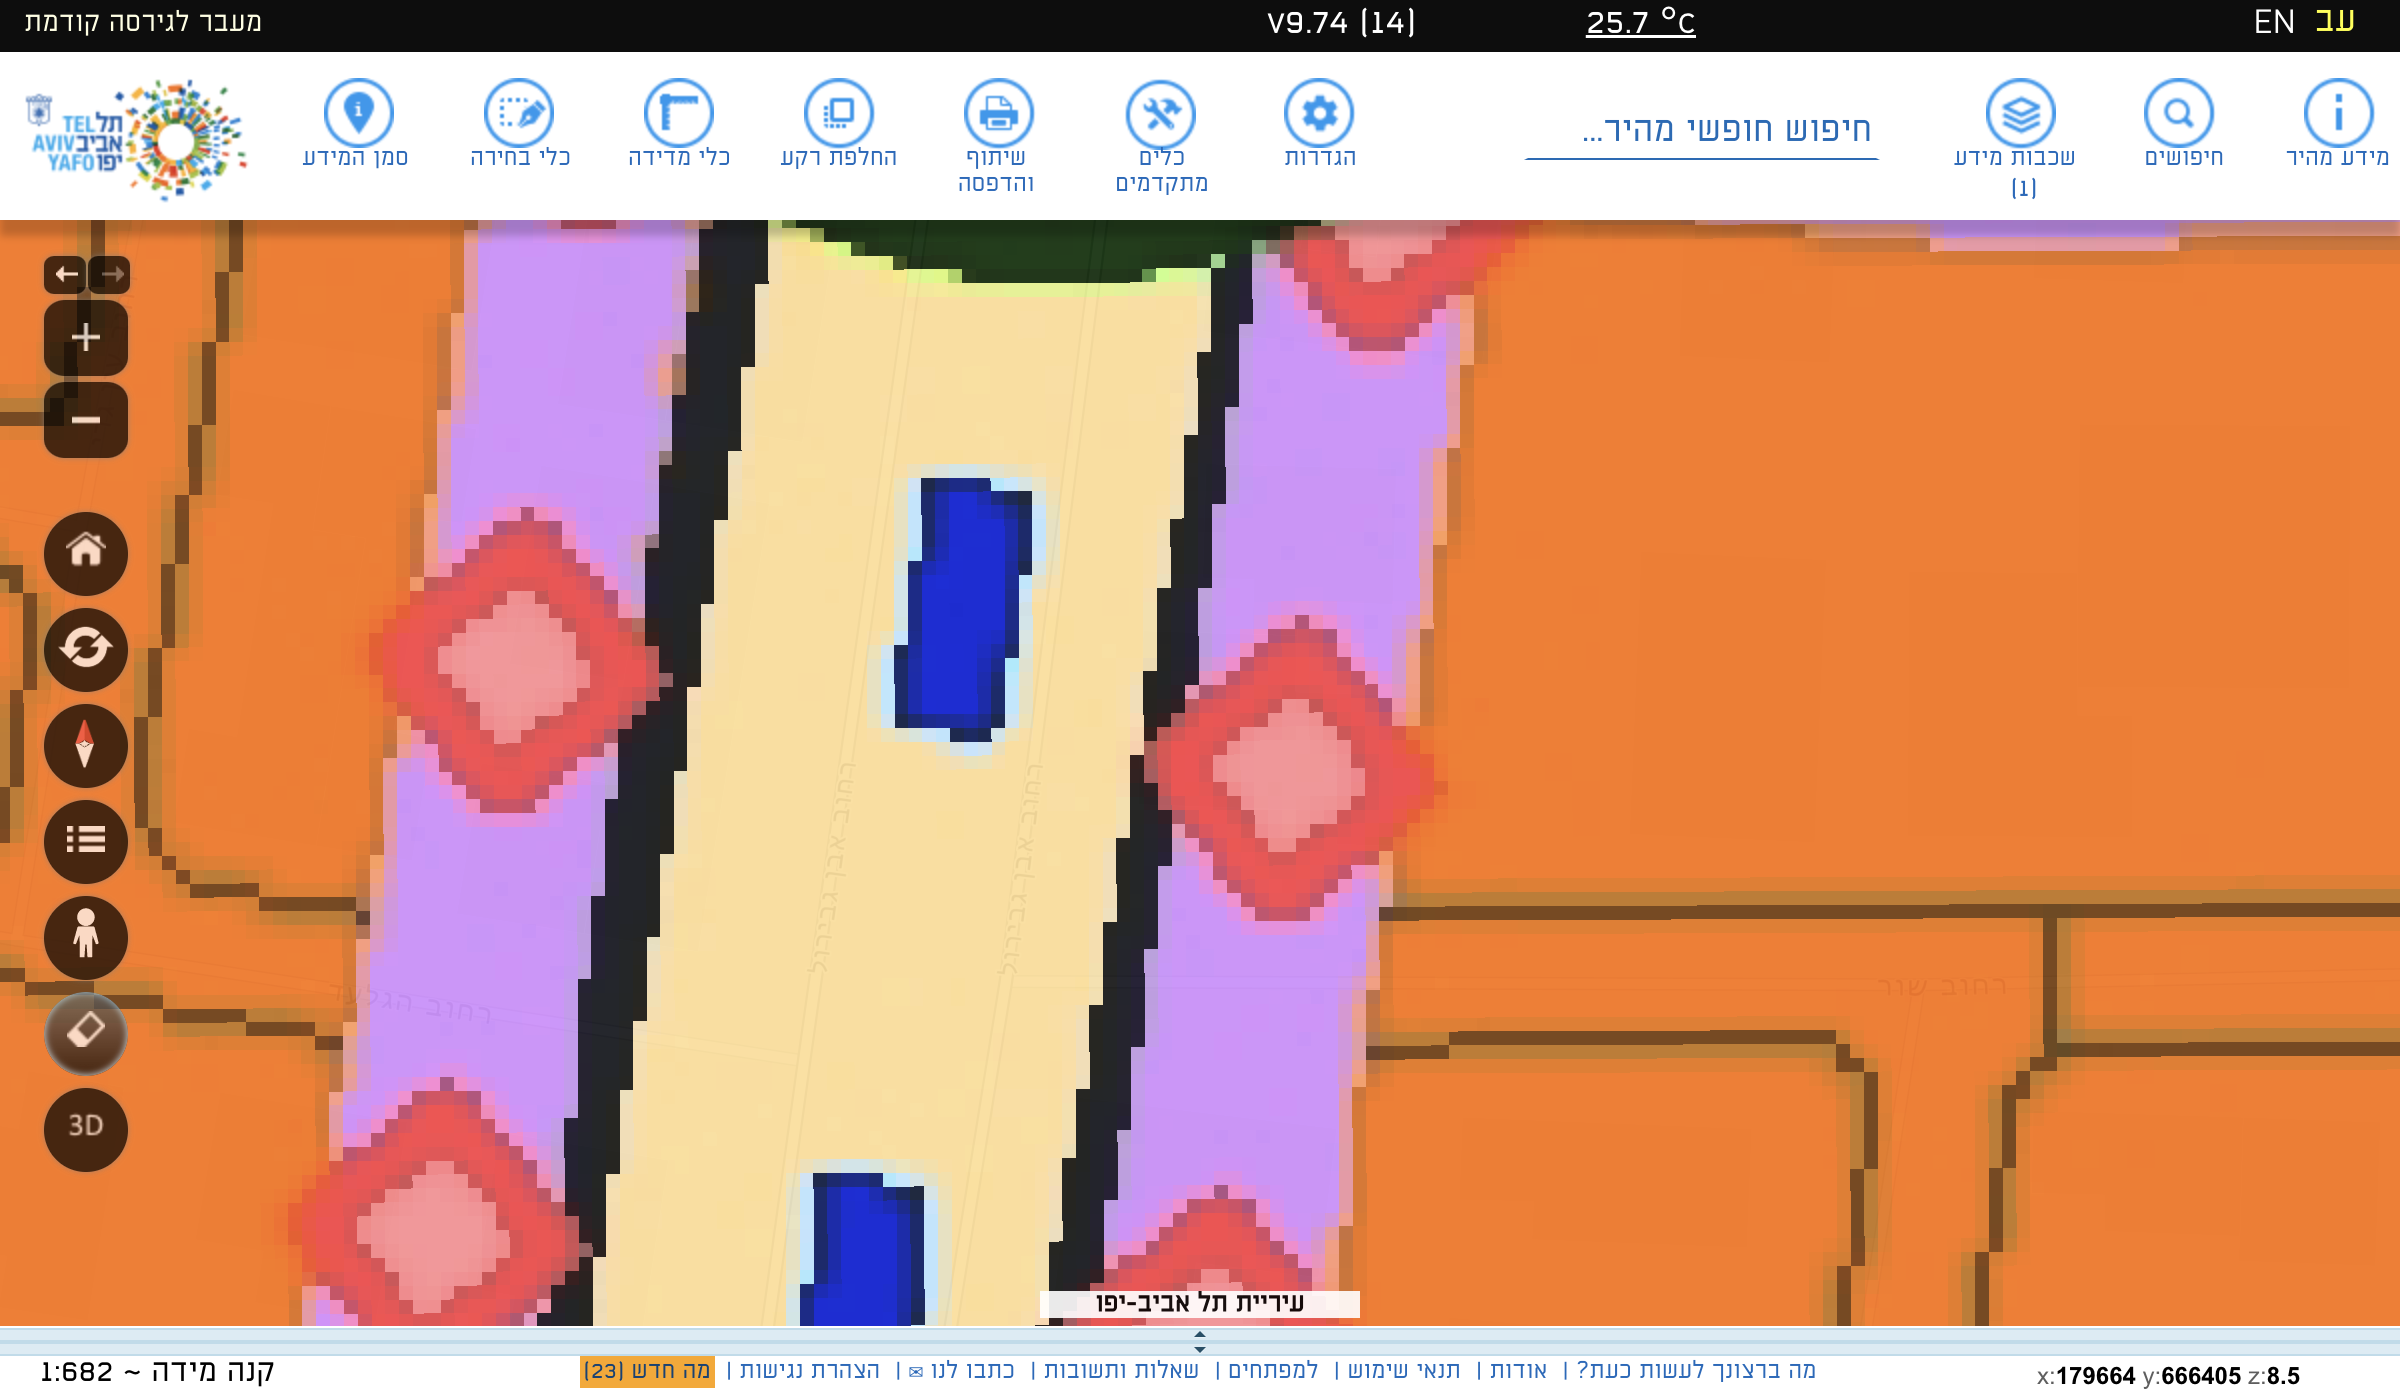 מעבר לגירסה קודמת
V9.74 (14)
25.7 °C
EN עב
תל TEL
אביב AVIV
יפו YAFO
סמן המידע
כלי בחירה
כלי מדידה
החלפת רקע
שיתוף
והדפסה
כלים
מתקדמים
הגדרות
חיפוש חופשי מהיר...
שכבות מידע
(1)
חיפושים
מידע מהיר
3D
רחוב אבן גבירול
רחוב אבן גבירול
רחוב הגלעד
רחוב שור
עיריית תל אביב-יפו
קנה מידה ~ 1:682
מה ברצונך לעשות כעת? | אודות | תנאי שימוש | למפתחים | שאלות ותשובות | כתבו לנו ✉ | הצהרת נגישות | מה חדש (23)
x:179664 y:666405 z:8.5